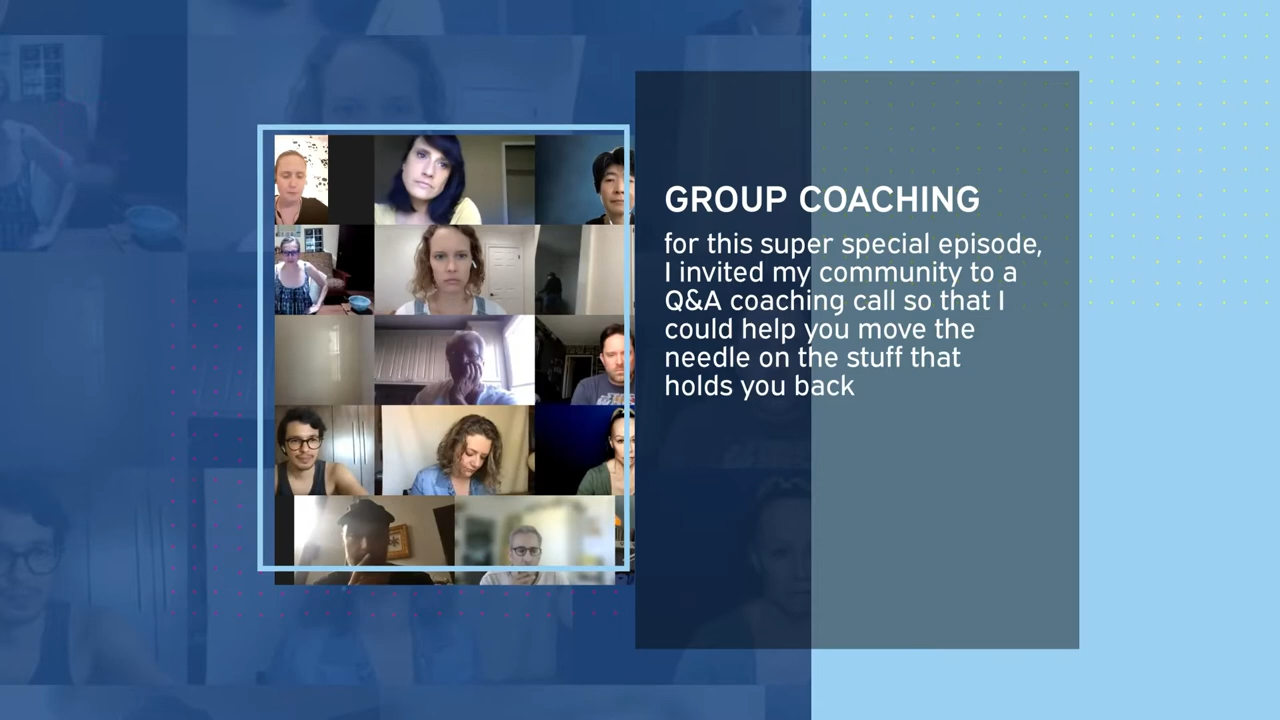 GROUP COACHING
for this super special episode,
I invited my community to a
Q&A coaching call so that I
could help you move the
needle on the stuff that
holds you back